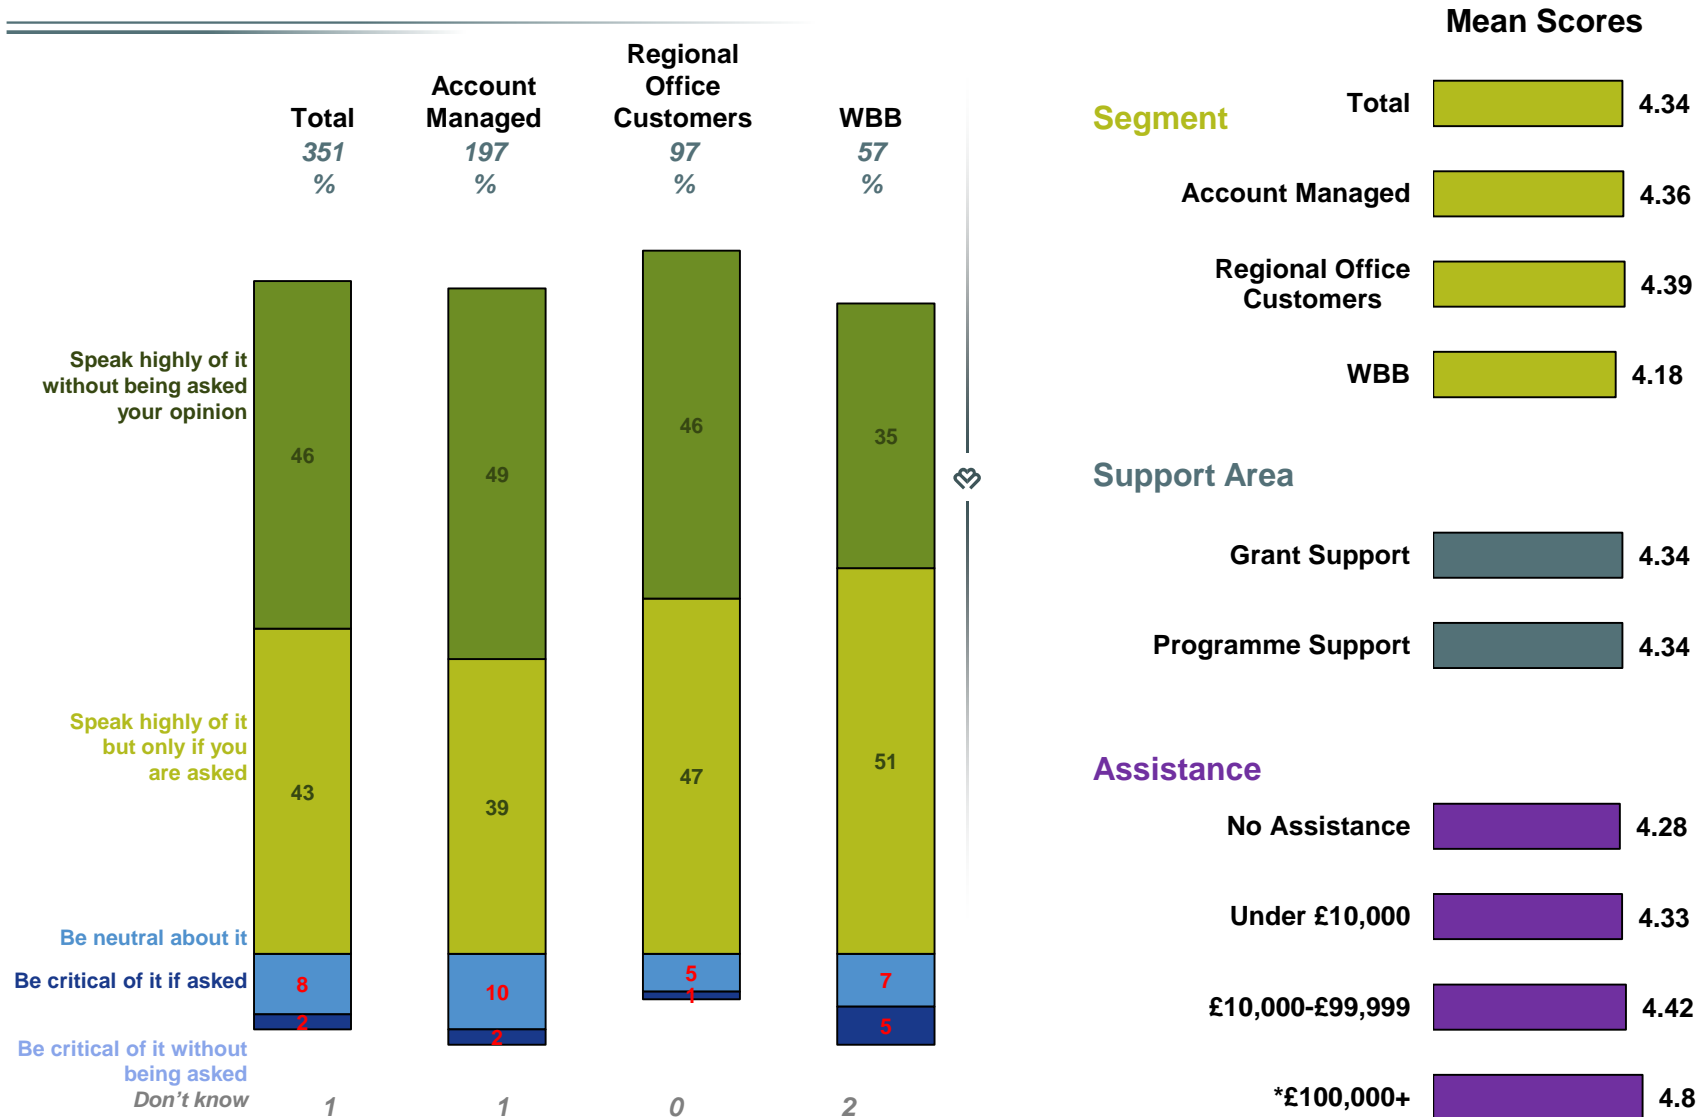 Mean Scores
Total
Account
Managed
Regional
Office
Customers
WBB
351
197
97
57
%
%
%
%
Speak highly of it
without being asked
your opinion
46
49
46
35
Speak highly of it
but only if you
are asked
43
39
47
51
Be neutral about it
8
10
5
7
Be critical of it if asked
2
2
1
5
Be critical of it without
being asked
Don't know
1
1
0
2
Segment
Total
4.34
Account Managed
4.36
Regional Office
Customers
4.39
WBB
4.18
Support Area
Grant Support
4.34
Programme Support
4.34
Assistance
No Assistance
4.28
Under £10,000
4.33
£10,000-£99,999
4.42
*£100,000+
4.8